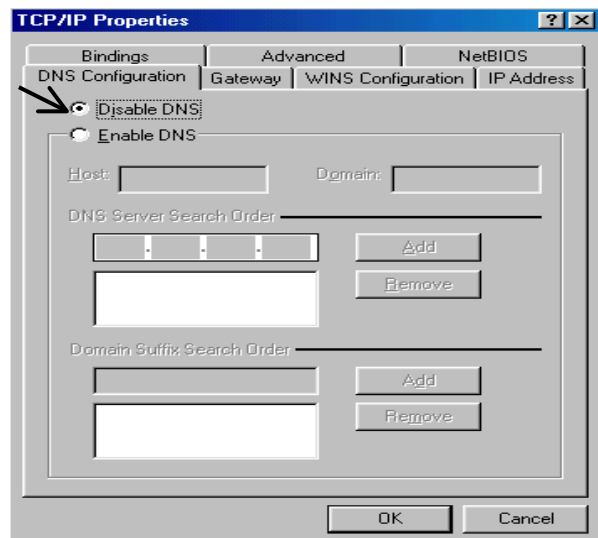 TCP/IP Properties
Bindings Advanced NetBIOS
DNS Configuration Gateway WINS Configuration IP Address
Disable DNS
Enable DNS
Host: Domain:
DNS Server Search Order
. . .
Add
Remove
Domain Suffix Search Order
Add
Remove
OK Cancel